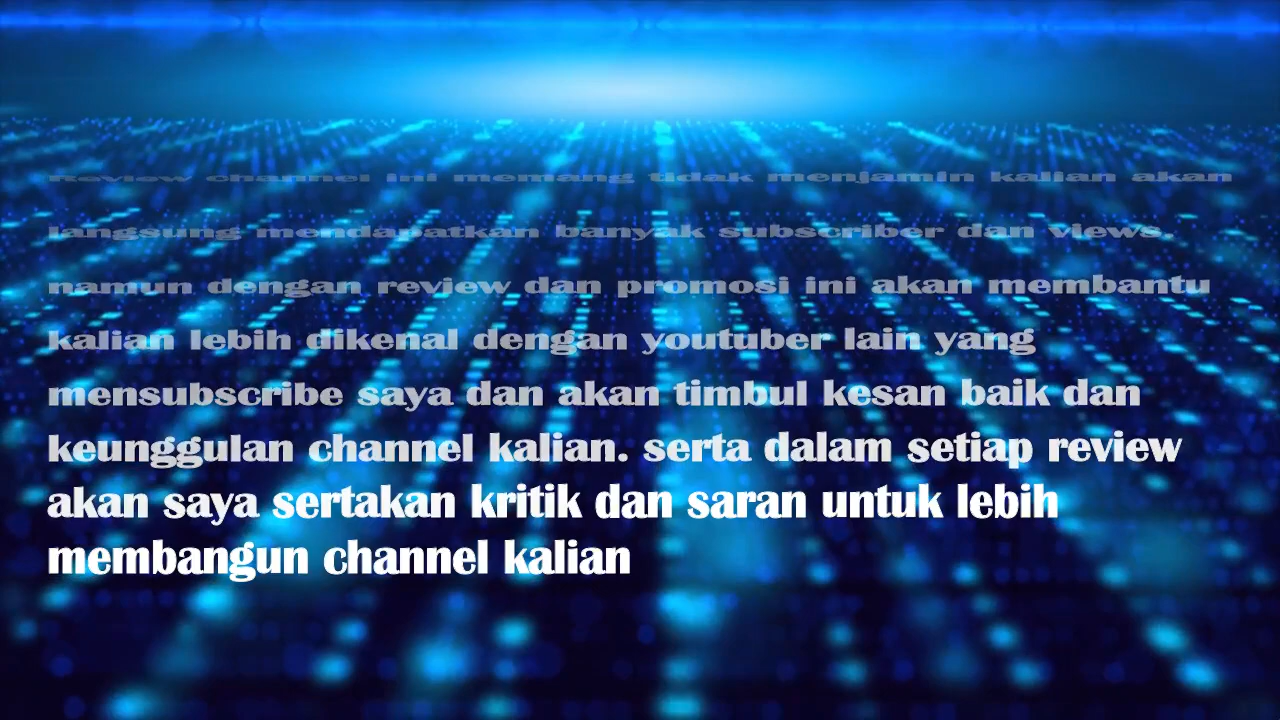 Review channel ini memang tidak menjamin kalian akan
langsung mendapatkan banyak subscriber dan views.
namun dengan review dan promosi ini akan membantu
kalian lebih dikenal dengan youtuber lain yang
mensubscribe saya dan akan timbul kesan baik dan
keunggulan channel kalian. serta dalam setiap review
akan saya sertakan kritik dan saran untuk lebih
membangun channel kalian